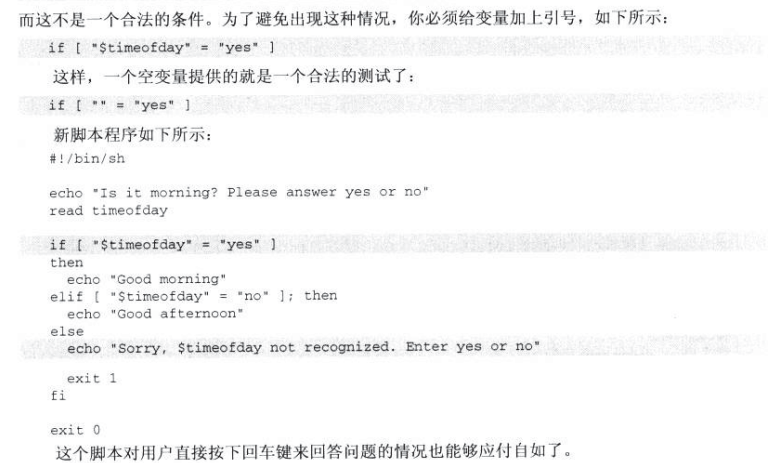 而这不是一个合法的条件。为了避免出现这种情况，你必须给变量加上引号，如下所示：
if [ "$timeofday" = "yes" ]
这样，一个空变量提供的就是一个合法的测试了：
if [ "" = "yes" ]
新脚本程序如下所示：
#!/bin/sh
echo "Is it morning? Please answer yes or no"
read timeofday
if [ "$timeofday" = "yes" ]
then
  echo "Good morning"
elif [ "$timeofday" = "no" ]; then
  echo "Good afternoon"
else
  echo "Sorry, $timeofday not recognized. Enter yes or no"
  exit 1
fi
exit 0
这个脚本对用户直接按下回车键来回答问题的情况也能够应付自如了。